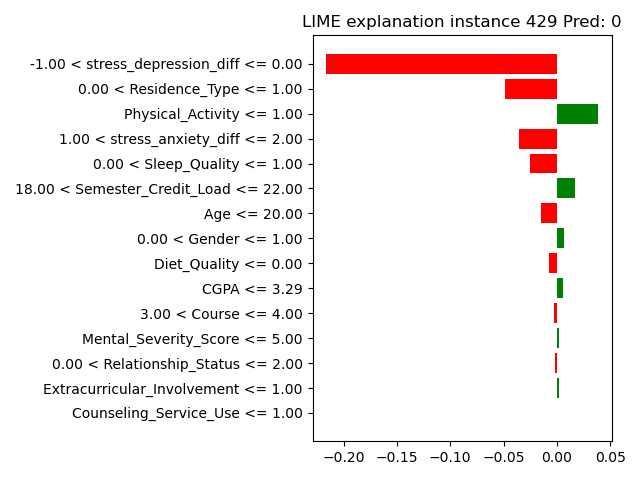 LIME explanation instance 429 Pred: 0
-1.00 < stress_depression_diff <= 0.00
0.00 < Residence_Type <= 1.00
Physical_Activity <= 1.00
1.00 < stress_anxiety_diff <= 2.00
0.00 < Sleep_Quality <= 1.00
18.00 < Semester_Credit_Load <= 22.00
Age <= 20.00
0.00 < Gender <= 1.00
Diet_Quality <= 0.00
CGPA <= 3.29
3.00 < Course <= 4.00
Mental_Severity_Score <= 5.00
0.00 < Relationship_Status <= 2.00
Extracurricular_Involvement <= 1.00
Counseling_Service_Use <= 1.00
−0.20 −0.15 −0.10 −0.05 0.00 0.05